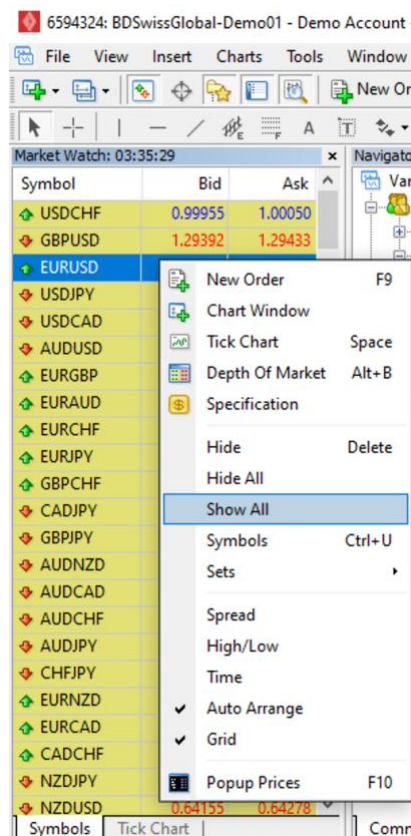 6594324: BDSwissGlobal-Demo01 - Demo Account
File View Insert Charts Tools Window
New Or
E F A T
Market Watch: 03:35:29 × Navigato
Symbol Bid Ask Var
USDCHF 0.99955 1.00050
GBPUSD 1.29392 1.29433
EURUSD
New Order F9
USDJPY
Chart Window
USDCAD
Tick Chart Space
AUDUSD
Depth Of Market Alt+B
EURGBP
Specification
EURAUD
EURCHF
Hide Delete
EURJPY
Hide All
GBPCHF
Show All
CADJPY
Symbols Ctrl+U
GBPJPY
Sets
AUDNZD
AUDCAD
Spread
AUDCHF
High/Low
AUDJPY
Time
CHFJPY
Auto Arrange
EURNZD
Grid
EURCAD
CADCHF
Popup Prices F10
NZDJPY
NZDUSD 0.64155 0.64278
Symbols Tick Chart Comm